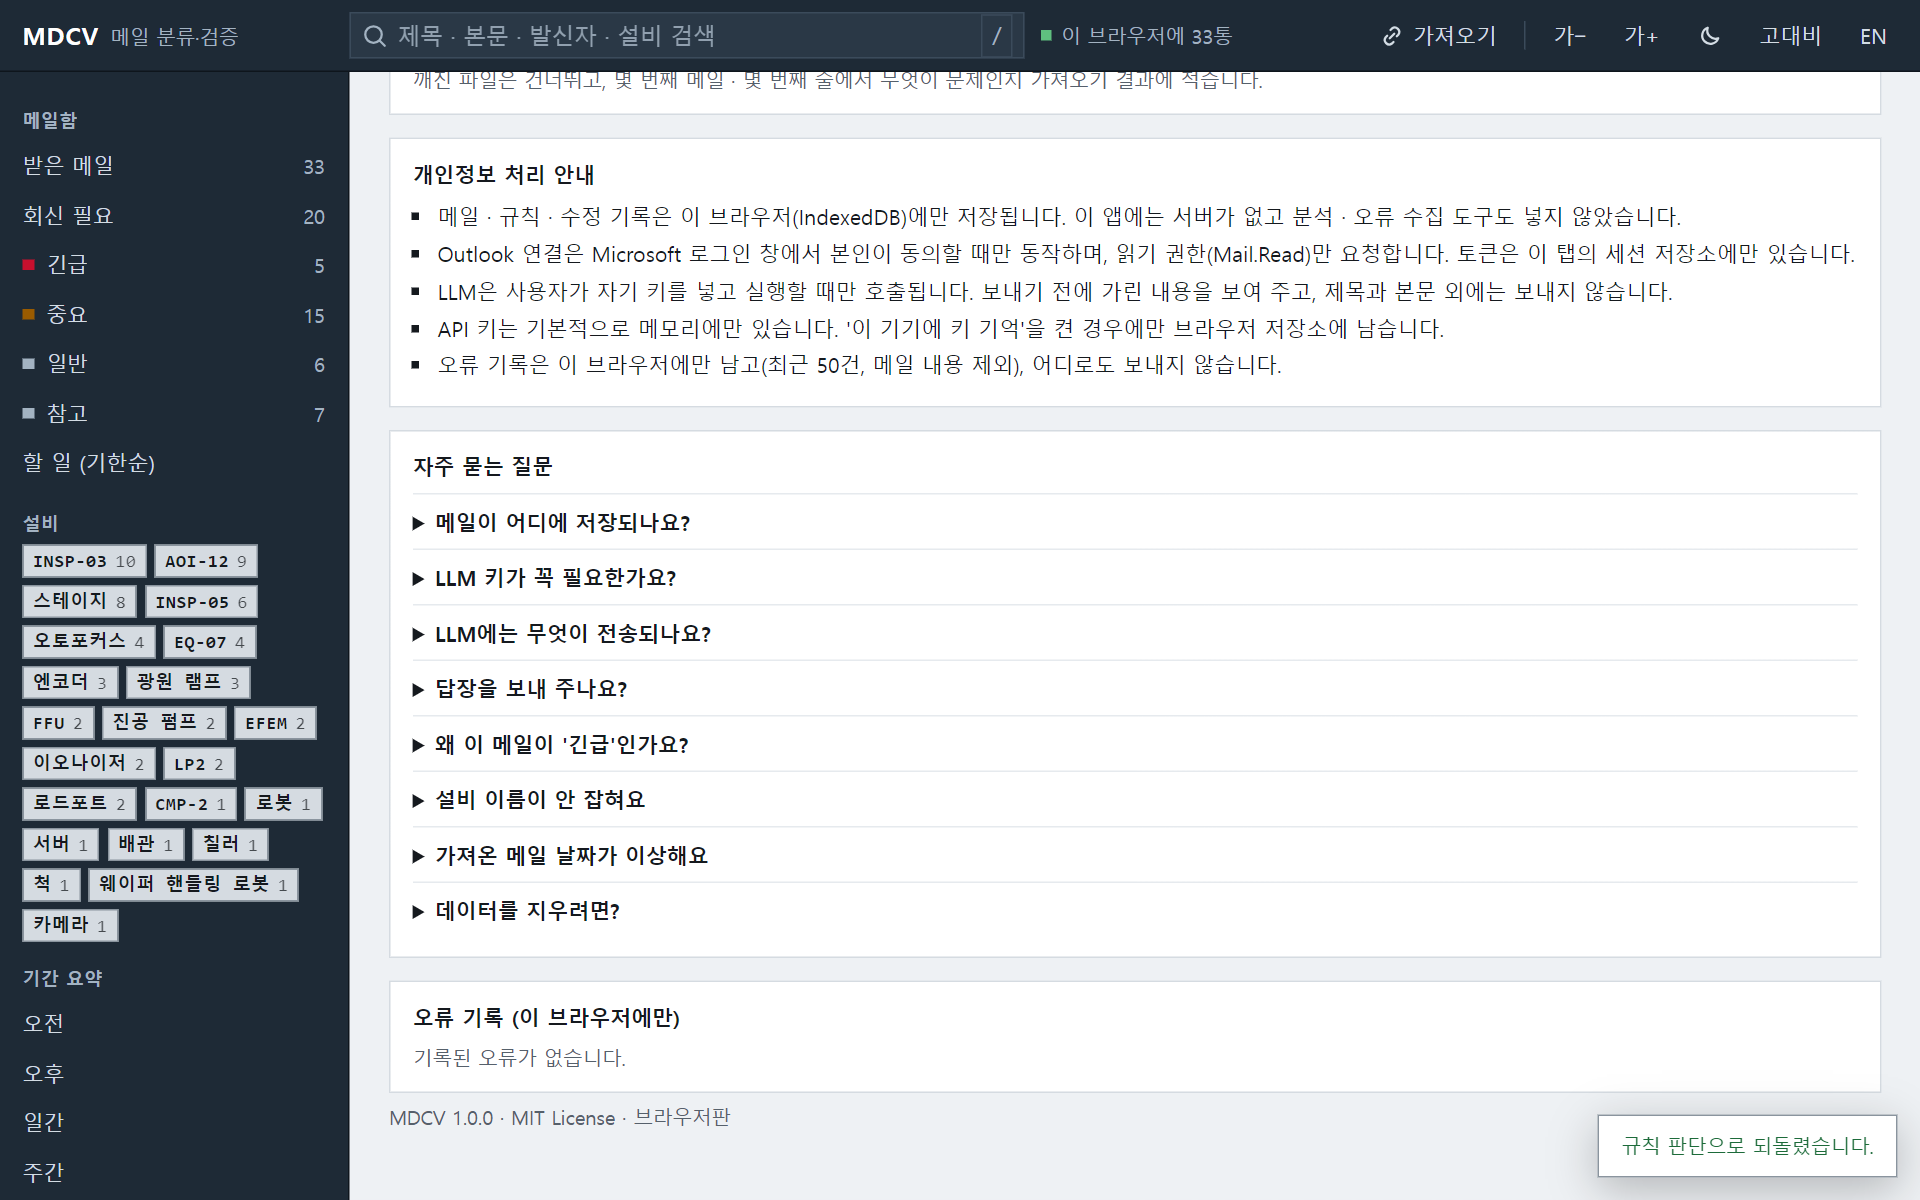 MDCV 메일 분류·검증
제목 · 본문 · 발신자 · 설비 검색 /
이 브라우저에 33통
가져오기
가−
가+
고대비
EN
메일함
받은 메일 33
회신 필요 20
긴급 5
중요 15
일반 6
참고 7
할 일 (기한순)
설비
INSP-03 10 AOI-12 9
스테이지 8 INSP-05 6
오토포커스 4 EQ-07 4
엔코더 3 광원 램프 3
FFU 2 진공 펌프 2 EFEM 2
이오나이저 2 LP2 2
로드포트 2 CMP-2 1 로봇 1
서버 1 배관 1 칠러 1
척 1 웨이퍼 핸들링 로봇 1
카메라 1
기간 요약
오전
오후
일간
주간
깨진 파일은 건너뛰고, 몇 번째 메일 · 몇 번째 줄에서 무엇이 문제인지 가져오기 결과에 적습니다.
개인정보 처리 안내
메일 · 규칙 · 수정 기록은 이 브라우저(IndexedDB)에만 저장됩니다. 이 앱에는 서버가 없고 분석 · 오류 수집 도구도 넣지 않았습니다.
Outlook 연결은 Microsoft 로그인 창에서 본인이 동의할 때만 동작하며, 읽기 권한(Mail.Read)만 요청합니다. 토큰은 이 탭의 세션 저장소에만 있습니다.
LLM은 사용자가 자기 키를 넣고 실행할 때만 호출됩니다. 보내기 전에 가린 내용을 보여 주고, 제목과 본문 외에는 보내지 않습니다.
API 키는 기본적으로 메모리에만 있습니다. '이 기기에 키 기억'을 켠 경우에만 브라우저 저장소에 남습니다.
오류 기록은 이 브라우저에만 남고(최근 50건, 메일 내용 제외), 어디로도 보내지 않습니다.
자주 묻는 질문
메일이 어디에 저장되나요?
LLM 키가 꼭 필요한가요?
LLM에는 무엇이 전송되나요?
답장을 보내 주나요?
왜 이 메일이 '긴급'인가요?
설비 이름이 안 잡혀요
가져온 메일 날짜가 이상해요
데이터를 지우려면?
오류 기록 (이 브라우저에만)
기록된 오류가 없습니다.
MDCV 1.0.0 · MIT License · 브라우저판
규칙 판단으로 되돌렸습니다.